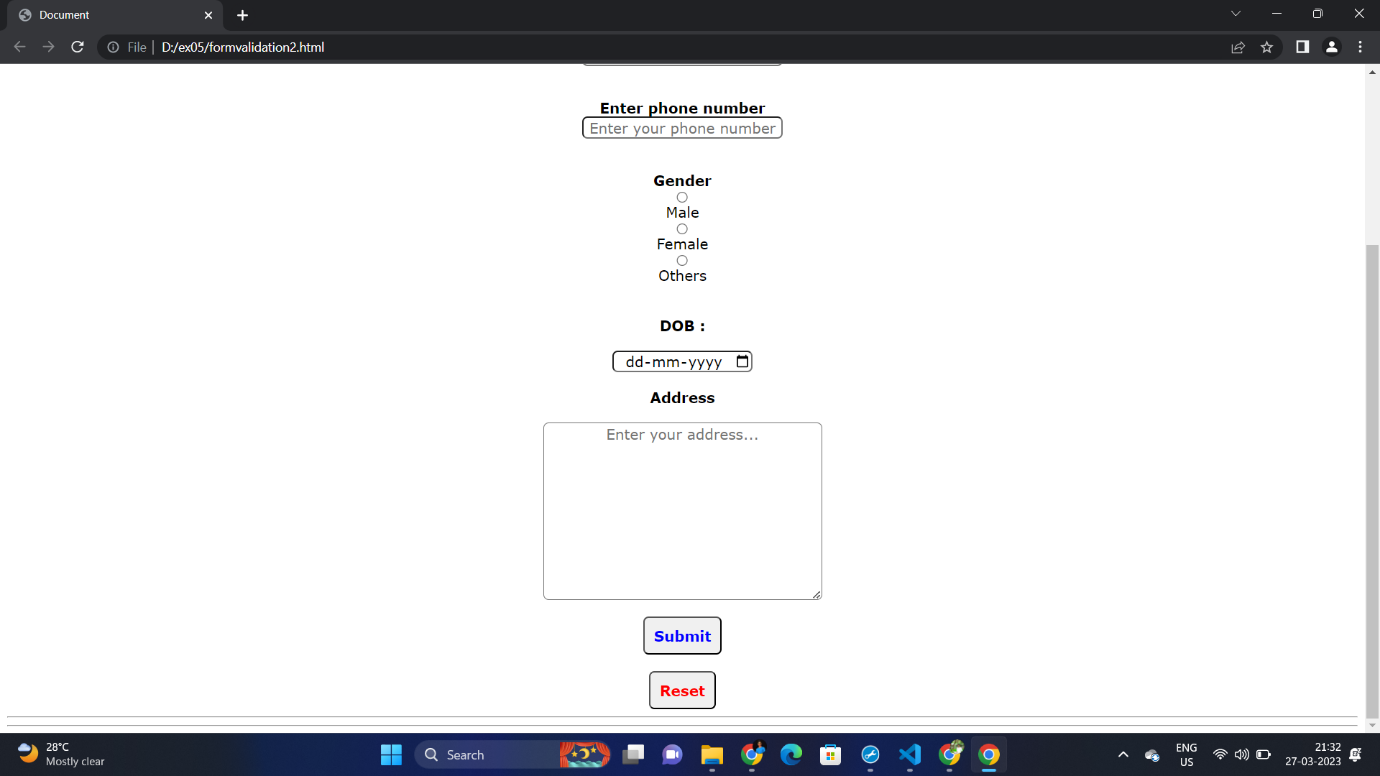 Document
File | D:/ex05/formvalidation2.html
Enter phone number
Enter your phone number
Gender
Male
Female
Others
DOB :
dd-mm-yyyy
Address
Enter your address...
Submit
Reset
28°C
Mostly clear
Search
ENG
US
21:32
27-03-2023